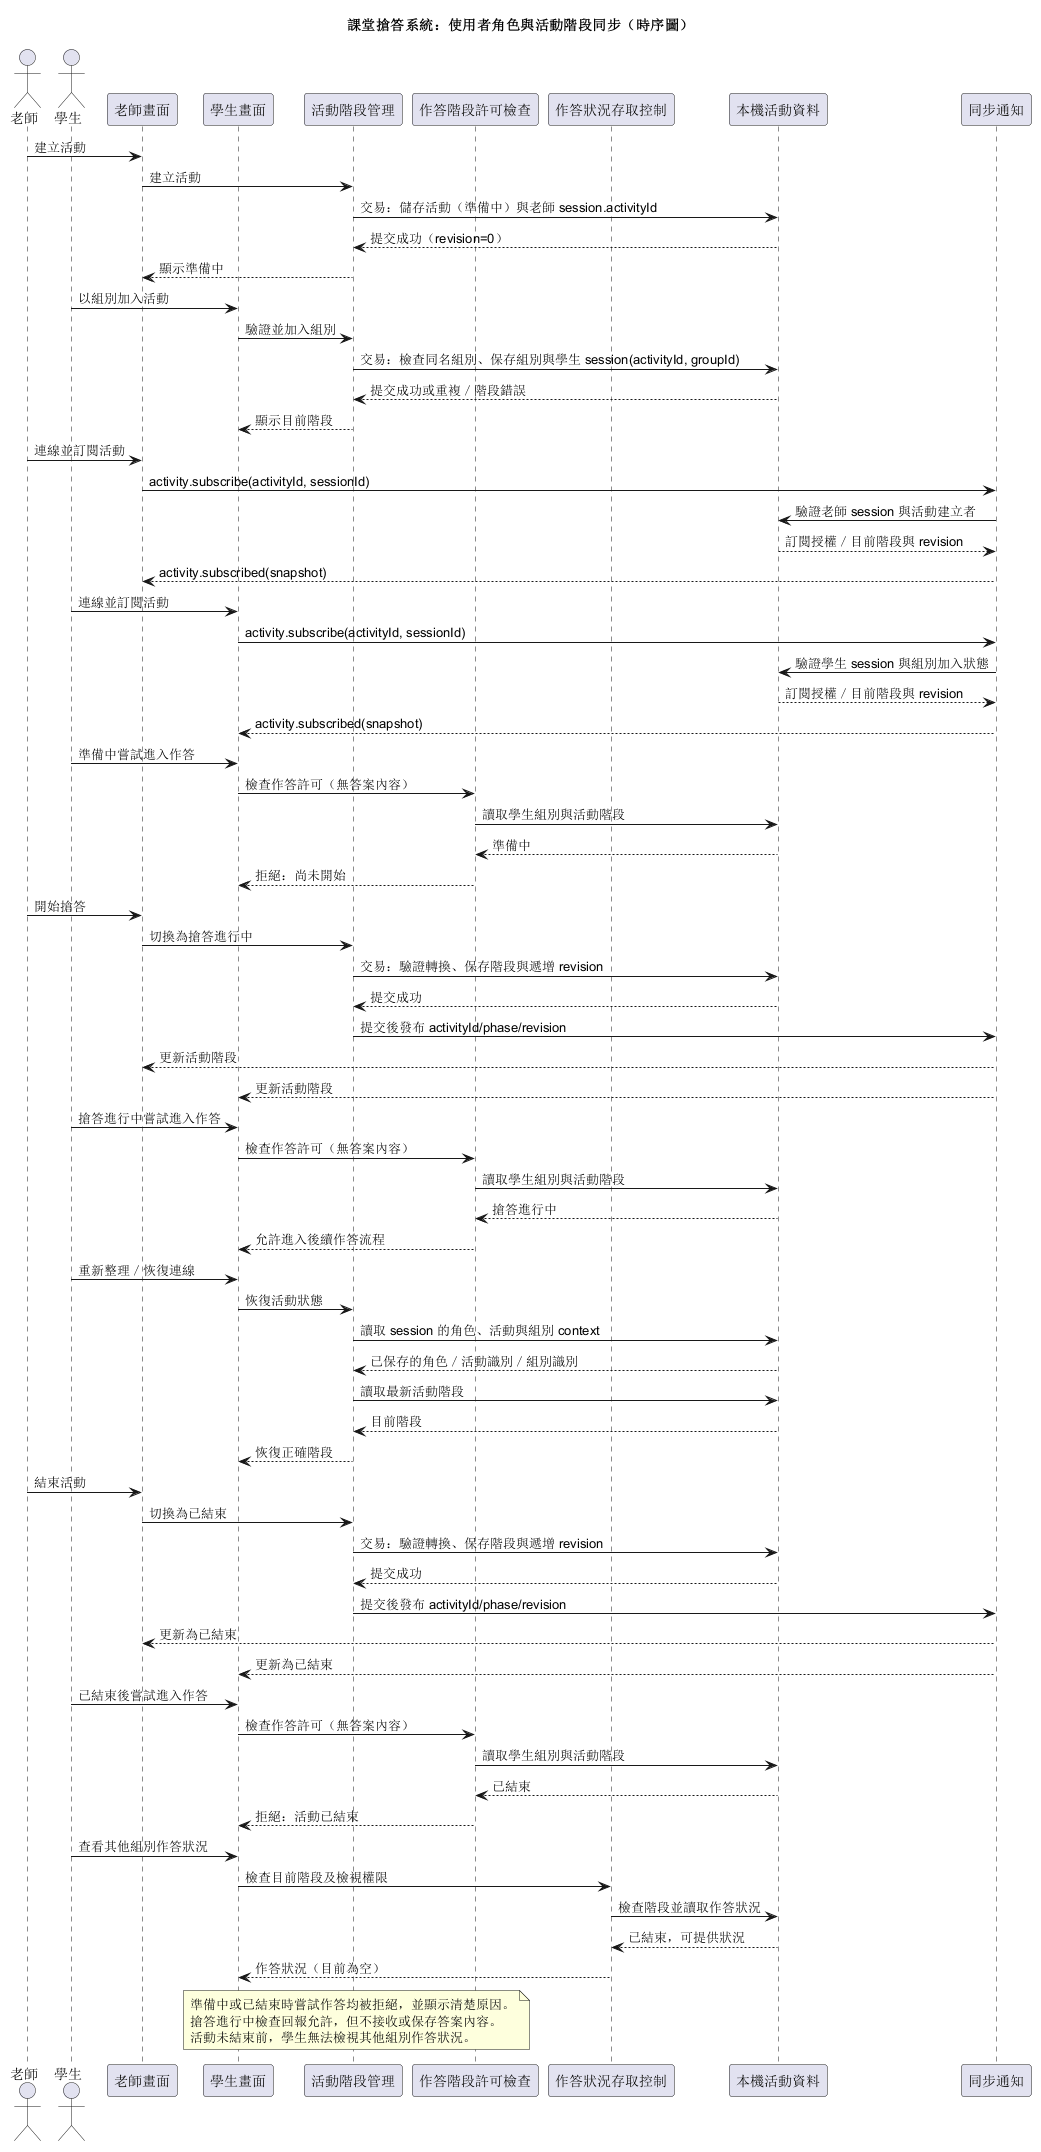 課堂搶答系統：使用者角色與活動階段同步（時序圖）
老師
學生
老師畫面
學生畫面
活動階段管理
作答階段許可檢查
作答狀況存取控制
本機活動資料
同步通知
建立活動
建立活動
交易：儲存活動（準備中）與老師 session.activityId
提交成功（revision=0）
顯示準備中
以組別加入活動
驗證並加入組別
交易：檢查同名組別、保存組別與學生 session(activityId, groupId)
提交成功或重複／階段錯誤
顯示目前階段
連線並訂閱活動
activity.subscribe(activityId, sessionId)
驗證老師 session 與活動建立者
訂閱授權／目前階段與 revision
activity.subscribed(snapshot)
連線並訂閱活動
activity.subscribe(activityId, sessionId)
驗證學生 session 與組別加入狀態
訂閱授權／目前階段與 revision
activity.subscribed(snapshot)
準備中嘗試進入作答
檢查作答許可（無答案內容）
讀取學生組別與活動階段
準備中
拒絕：尚未開始
開始搶答
切換為搶答進行中
交易：驗證轉換、保存階段與遞增 revision
提交成功
提交後發布 activityId/phase/revision
更新活動階段
更新活動階段
搶答進行中嘗試進入作答
檢查作答許可（無答案內容）
讀取學生組別與活動階段
搶答進行中
允許進入後續作答流程
重新整理／恢復連線
恢復活動狀態
讀取 session 的角色、活動與組別 context
已保存的角色／活動識別／組別識別
讀取最新活動階段
目前階段
恢復正確階段
結束活動
切換為已結束
交易：驗證轉換、保存階段與遞增 revision
提交成功
提交後發布 activityId/phase/revision
更新為已結束
更新為已結束
已結束後嘗試進入作答
檢查作答許可（無答案內容）
讀取學生組別與活動階段
已結束
拒絕：活動已結束
查看其他組別作答狀況
檢查目前階段及檢視權限
檢查階段並讀取作答狀況
已結束，可提供狀況
作答狀況（目前為空）
準備中或已結束時嘗試作答均被拒絕，並顯示清楚原因。
搶答進行中檢查回報允許，但不接收或保存答案內容。
活動未結束前，學生無法檢視其他組別作答狀況。
老師
學生
老師畫面
學生畫面
活動階段管理
作答階段許可檢查
作答狀況存取控制
本機活動資料
同步通知